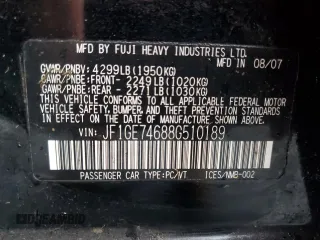 MFD BY FUJI HEAVY INDUSTRIES LTD.
08/07
GVWR/PNBV: 4299LB(1950KG)
GAWR/PNBE:FRONT- 2249LB(1020KG)
GAWR/PNBE:REAR - 2271LB(1030KG)
THIS VEHICLE CONFORMS TO ALL APPLICABLE FEDERAL MOTOR
VEHICLE SAFETY, BUMPER, AND THEFT PREVENTION STANDARDS
IN EFFECT ON THE DATE OF MANUFACTURE SHOWN ABOVE.
VIN: JF1GE74688G510189
PASSENGER CAR TYPE:PC/VT
ICES/NMB-002